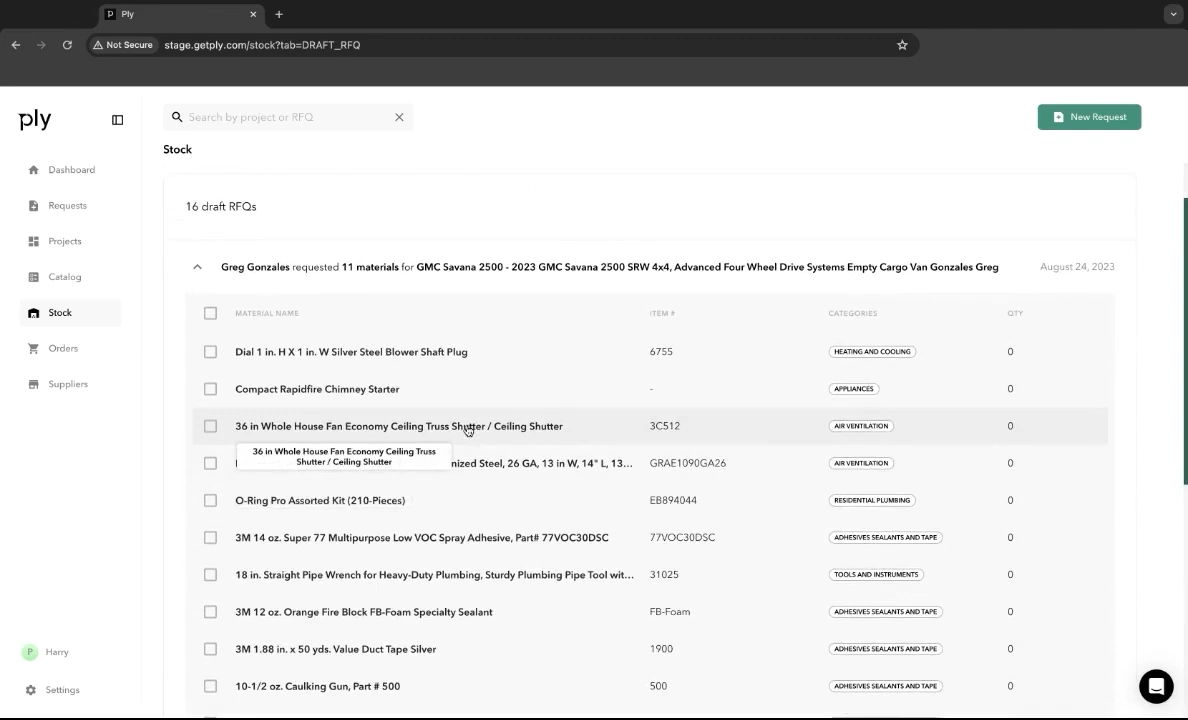 Ply
Not Secure
stage.getply.com/stock?tab=DRAFT_RFQ
ply
Search by project or RFQ
New Request
Stock
Dashboard
Requests
Projects
Catalog
Stock
Orders
Suppliers
16 draft RFQs
Greg Gonzales requested 11 materials for GMC Savana 2500 - 2023 GMC Savana 2500 SRW 4x4, Advanced Four Wheel Drive Systems Empty Cargo Van Gonzales Greg August 24, 2023
MATERIAL NAME ITEM # CATEGORIES QTY
Dial 1 in. H X 1 in. W Silver Steel Blower Shaft Plug 6755 HEATING AND COOLING 0
Compact Rapidfire Chimney Starter - APPLIANCES 0
36 in Whole House Fan Economy Ceiling Truss Shutter / Ceiling Shutter 3C512 AIR VENTILATION 0
36 in Whole House Fan Economy Ceiling Truss
Shutter / Ceiling Shutter
nized Steel, 26 GA, 13 in W, 14" L, 13... GRAE1090GA26 AIR VENTILATION 0
O-Ring Pro Assorted Kit (210-Pieces) EB894044 RESIDENTIAL PLUMBING 0
3M 14 oz. Super 77 Multipurpose Low VOC Spray Adhesive, Part# 77VOC30DSC 77VOC30DSC ADHESIVES SEALANTS AND TAPE 0
18 in. Straight Pipe Wrench for Heavy-Duty Plumbing, Sturdy Plumbing Pipe Tool wit... 31025 TOOLS AND INSTRUMENTS 0
3M 12 oz. Orange Fire Block FB-Foam Specialty Sealant FB-Foam ADHESIVES SEALANTS AND TAPE 0
3M 1.88 in. x 50 yds. Value Duct Tape Silver 1900 ADHESIVES SEALANTS AND TAPE 0
10-1/2 oz. Caulking Gun, Part # 500 500 ADHESIVES SEALANTS AND TAPE 0
P Harry
Settings